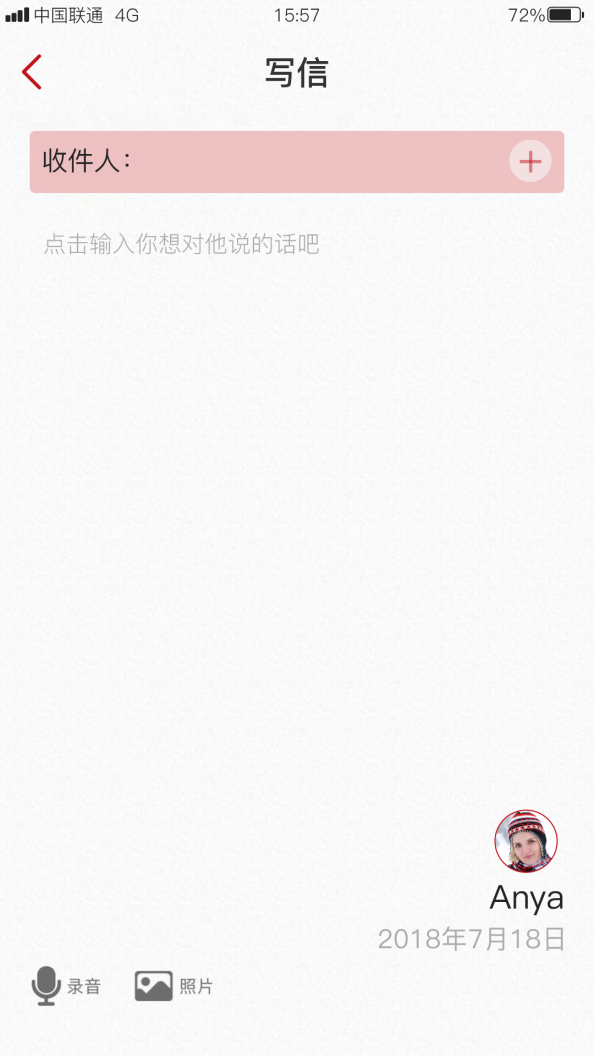 中国联通 4G 15:57 72%
写信
收件人：
点击输入你想对他说的话吧
Anya
2018年7月18日
录音 照片